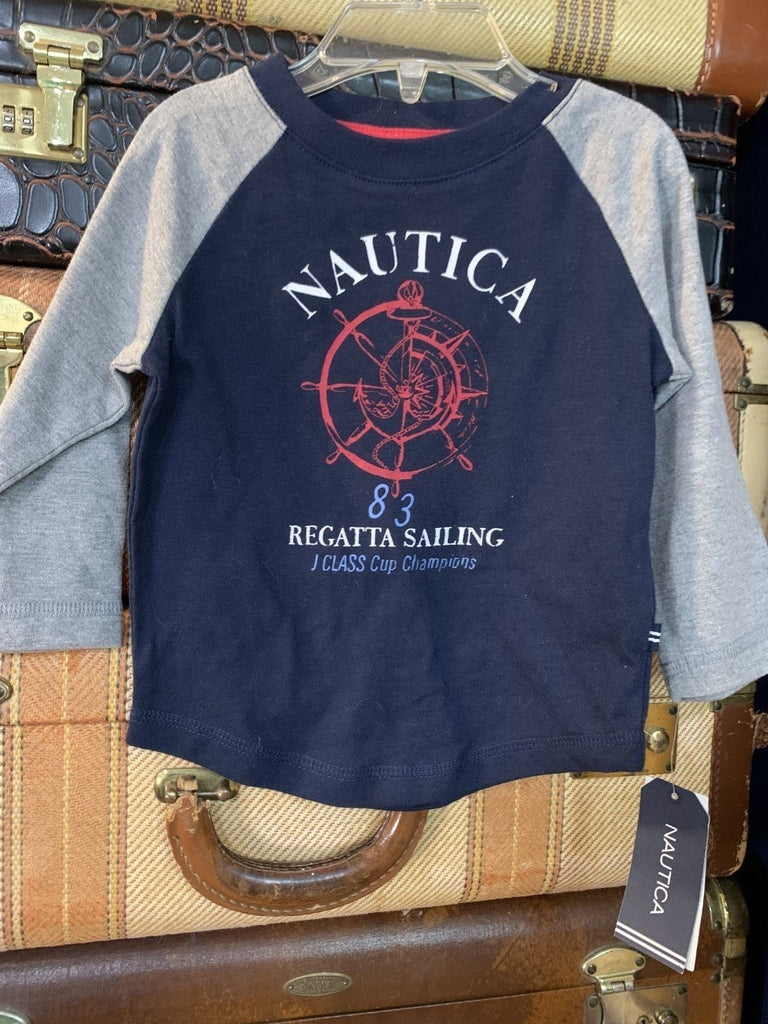 NAUTICA
83
REGATTA SAILING
J CLASS Cup Champions
NAUTICA